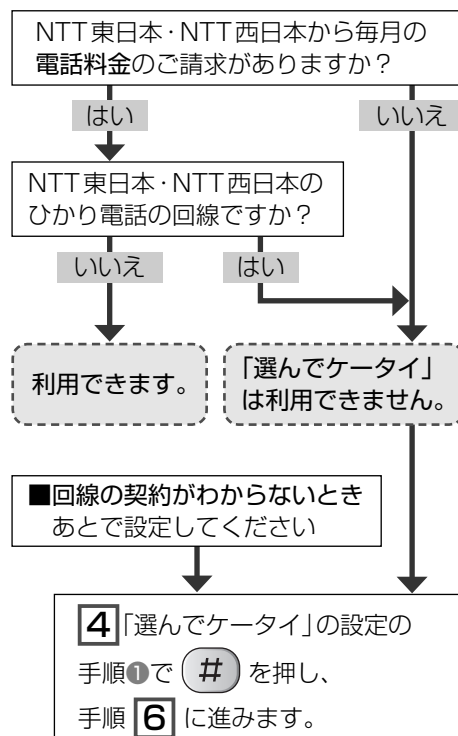 NTT東日本・NTT西日本から毎月の
電話料金のご請求がありますか？
はい
いいえ
NTT東日本・NTT西日本の
ひかり電話の回線ですか？
いいえ
はい
利用できます。
「選んでケータイ」
は利用できません。
■回線の契約がわからないとき
あとで設定してください
4「選んでケータイ」の設定の
手順❶で # を押し、
手順 6 に進みます。